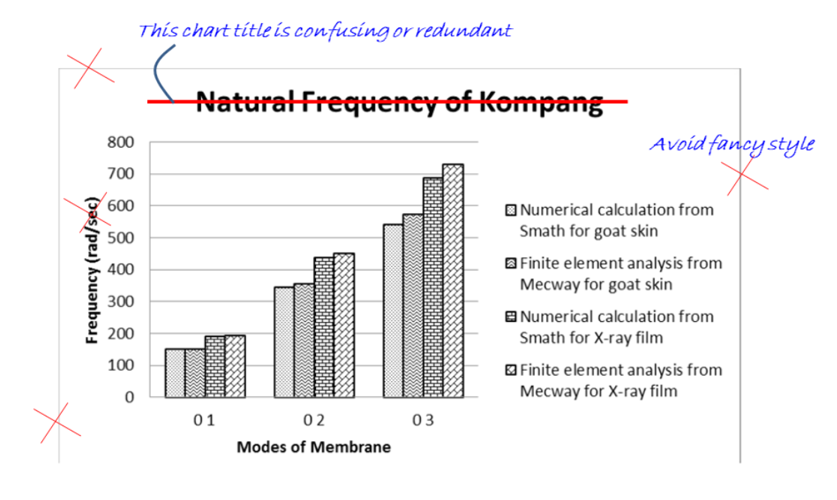 This chart title is confusing or redundant
Natural Frequency of Kompang
Avoid fancy style
800
700
600
500
400
300
200
100
0
Frequency (rad/sec)
0 1
0 2
0 3
Modes of Membrane
Numerical calculation from
Smath for goat skin
Finite element analysis from
Mecway for goat skin
Numerical calculation from
Smath for X-ray film
Finite element analysis from
Mecway for X-ray film